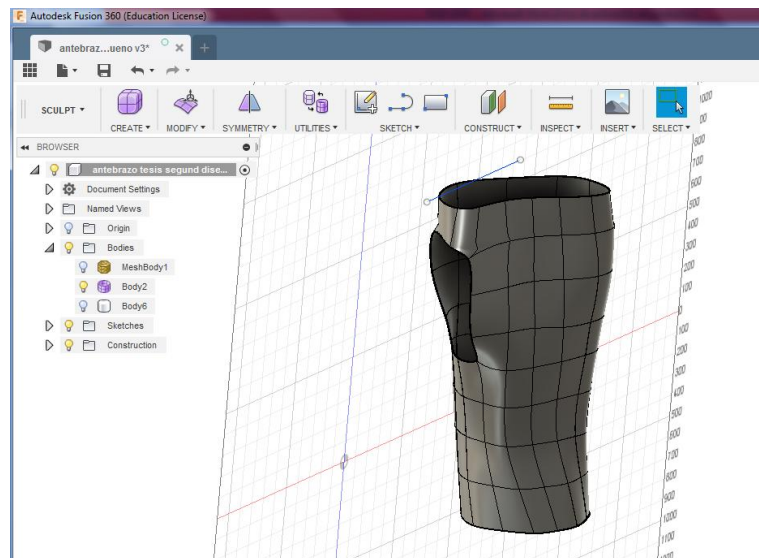 Autodesk Fusion 360 (Education License)
antebraz...ueno v3*
SCULPT
CREATE MODIFY SYMMETRY UTILITIES SKETCH CONSTRUCT INSPECT INSERT SELECT
BROWSER
antebrazo tesis segund dise...
Document Settings
Named Views
Origin
Bodies
MeshBody1
Body2
Body6
Sketches
Construction
1000
800
700
600
500
400
300
200
100
0
100
200
300
400
500
600
700
800
900
1000
1100